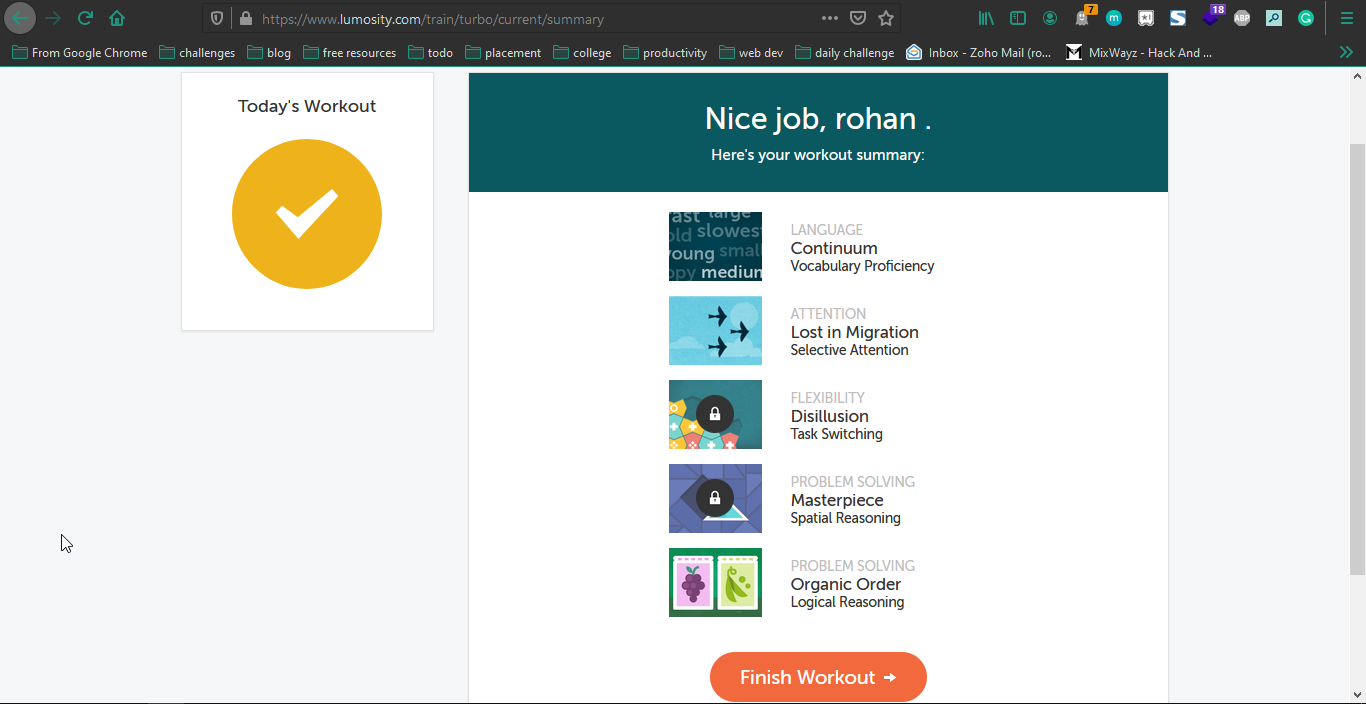 https://www.lumosity.com/train/turbo/current/summary
7
m
18
ABP
From Google Chrome
challenges
blog
free resources
todo
placement
college
productivity
web dev
daily challenge
Inbox - Zoho Mail (ro...
MixWayz - Hack And ...
Today's Workout
Nice job, rohan .
Here's your workout summary:
large
slowest
old
young
small
medium
LANGUAGE
Continuum
Vocabulary Proficiency
ATTENTION
Lost in Migration
Selective Attention
FLEXIBILITY
Disillusion
Task Switching
PROBLEM SOLVING
Masterpiece
Spatial Reasoning
PROBLEM SOLVING
Organic Order
Logical Reasoning
Finish Workout